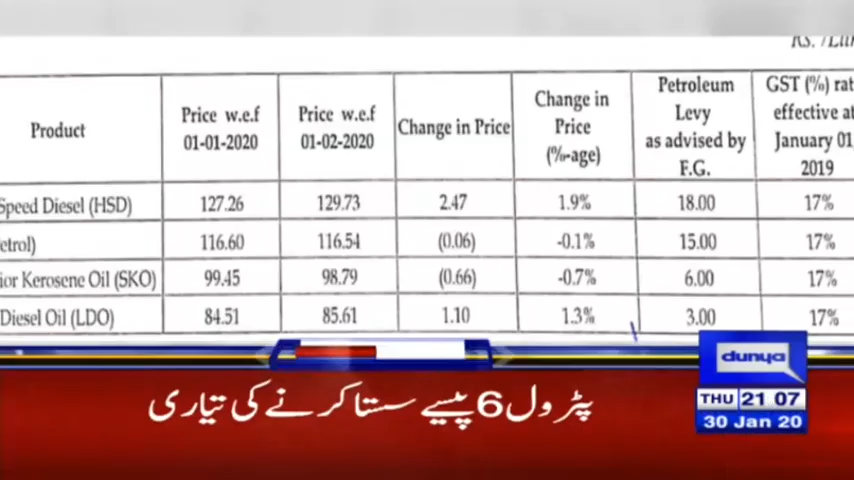 Rs. /Lit
Product | Price w.e.f 01-01-2020 | Price w.e.f 01-02-2020 | Change in Price | Change in Price (%-age) | Petroleum Levy as advised by F.G. | GST (%) rat effective at January 01, 2019
Speed Diesel (HSD) | 127.26 | 129.73 | 2.47 | 1.9% | 18.00 | 17%
etrol) | 116.60 | 116.54 | (0.06) | -0.1% | 15.00 | 17%
ior Kerosene Oil (SKO) | 99.45 | 98.79 | (0.66) | -0.7% | 6.00 | 17%
Diesel Oil (LDO) | 84.51 | 85.61 | 1.10 | 1.3% | 3.00 | 17%
dunya
THU 21 07
30 Jan 20
پٹرول 6 پیسے سستا کرنے کی تیاری